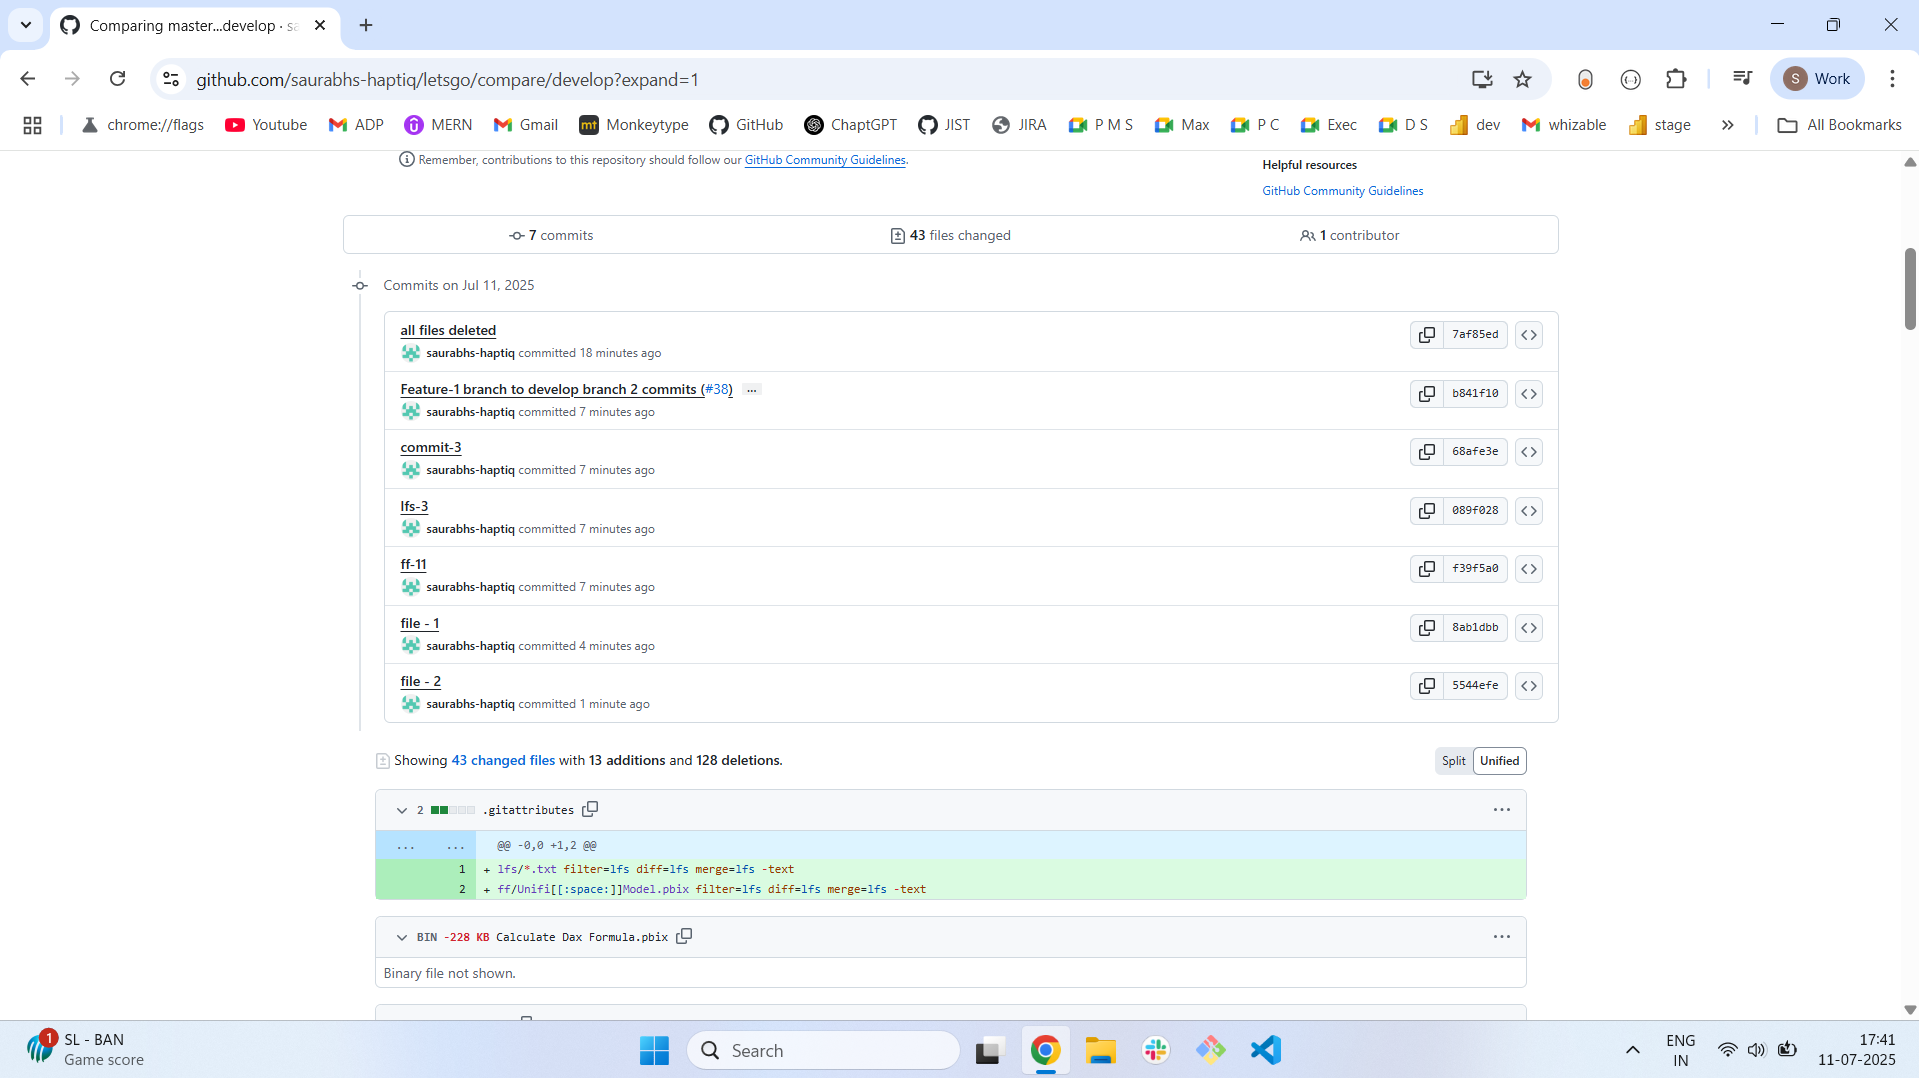 Comparing master...develop · sa
github.com/saurabhs-haptiq/letsgo/compare/develop?expand=1
S Work
chrome://flags Youtube ADP MERN Gmail mt Monkeytype GitHub ChaptGPT JIST JIRA P M S Max P C Exec D S dev whizable stage » All Bookmarks
Remember, contributions to this repository should follow our GitHub Community Guidelines.
Helpful resources
GitHub Community Guidelines
7 commits
43 files changed
1 contributor
Commits on Jul 11, 2025
all files deleted
saurabhs-haptiq committed 18 minutes ago
7af85ed
Feature-1 branch to develop branch 2 commits (#38) ...
saurabhs-haptiq committed 7 minutes ago
b841f10
commit-3
saurabhs-haptiq committed 7 minutes ago
68afe3e
lfs-3
saurabhs-haptiq committed 7 minutes ago
089f028
ff-11
saurabhs-haptiq committed 7 minutes ago
f39f5a0
file - 1
saurabhs-haptiq committed 4 minutes ago
8ab1dbb
file - 2
saurabhs-haptiq committed 1 minute ago
5544efe
Showing 43 changed files with 13 additions and 128 deletions.
Split Unified
2 .gitattributes
... ... @@ -0,0 +1,2 @@
1 + lfs/*.txt filter=lfs diff=lfs merge=lfs -text
2 + ff/Unifi[[:space:]]Model.pbix filter=lfs diff=lfs merge=lfs -text
BIN -228 KB Calculate Dax Formula.pbix
Binary file not shown.
1
SL - BAN
Game score
Search
ENG
IN
17:41
11-07-2025